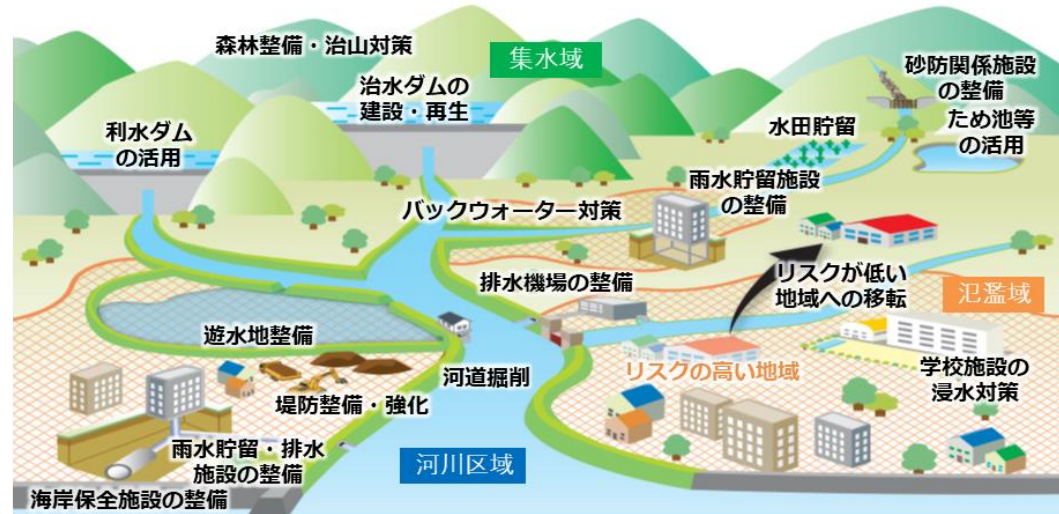 森林整備・治山対策
集水域
治水ダムの
建設・再生
砂防関係施設
の整備
利水ダム
の活用
水田貯留
ため池等
の活用
雨水貯留施設
の整備
バックウォーター対策
排水機場の整備
リスクが低い
地域への移転
氾濫域
遊水地整備
河道掘削
リスクの高い地域
学校施設の
浸水対策
堤防整備・強化
雨水貯留・排水
施設の整備
河川区域
海岸保全施設の整備